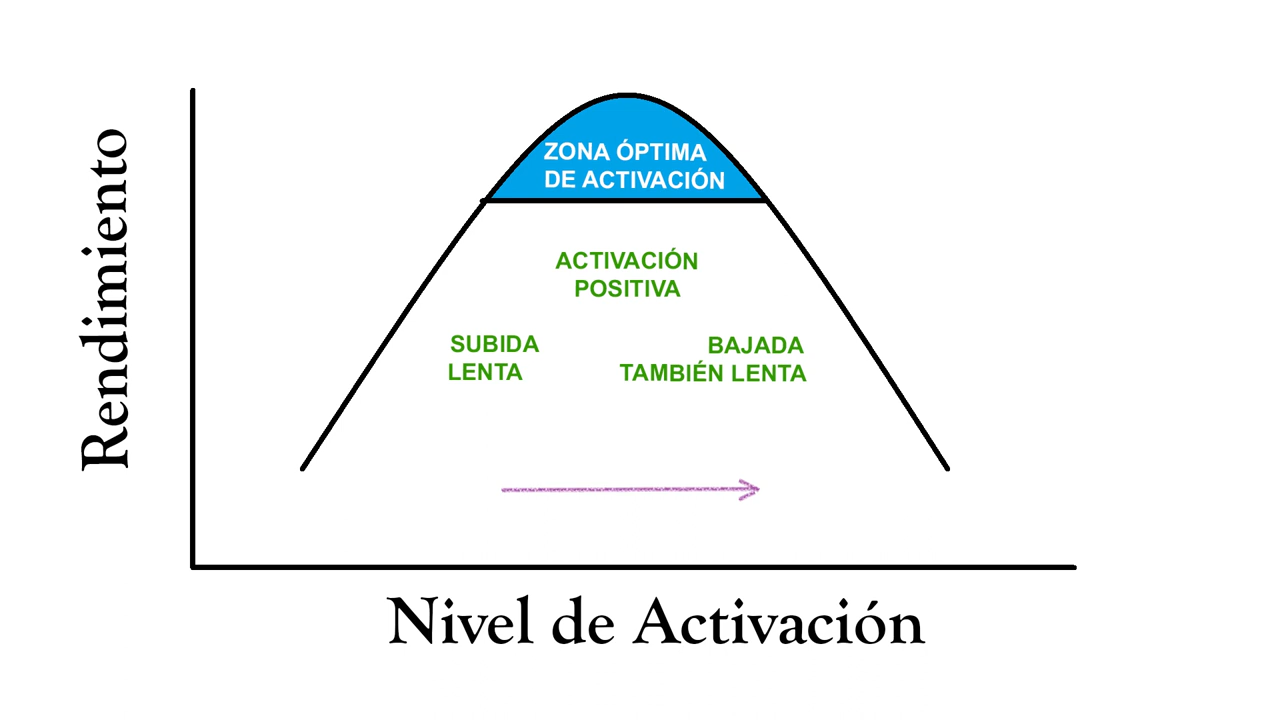 Rendimiento
ZONA ÓPTIMA
DE ACTIVACIÓN
ACTIVACIÓN
POSITIVA
SUBIDA
LENTA
BAJADA
TAMBIÉN LENTA
Nivel de Activación